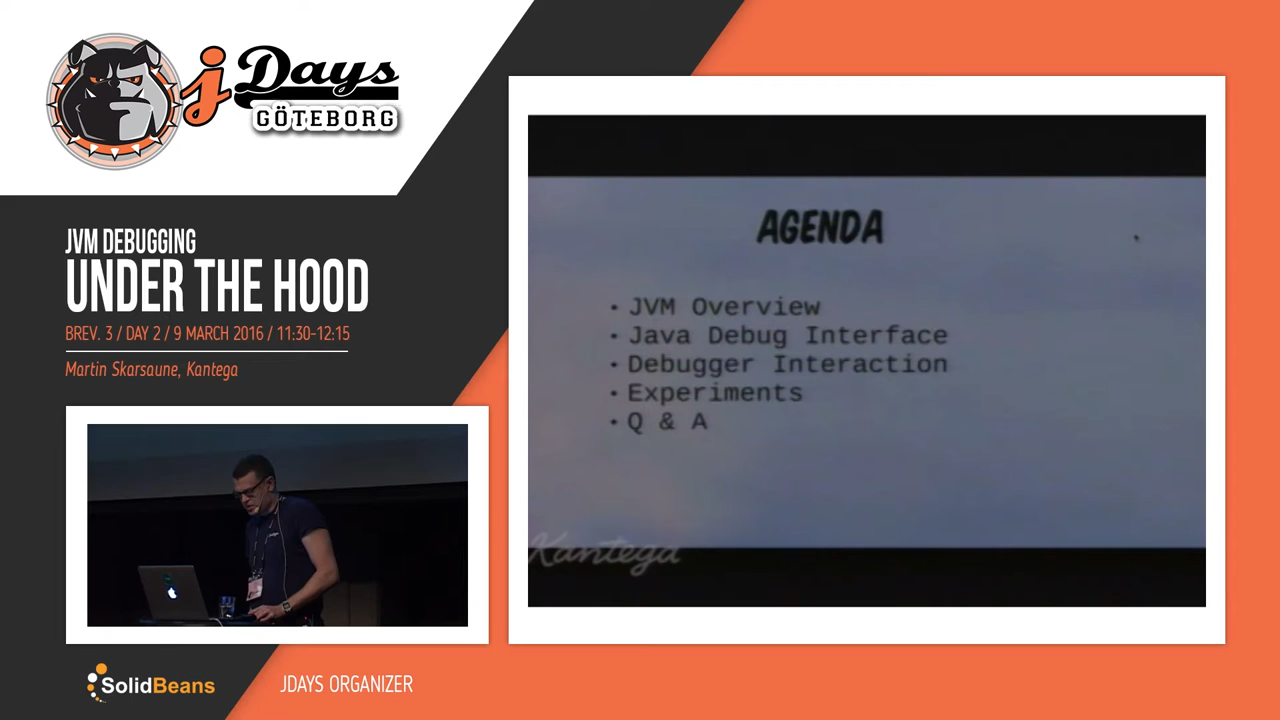 j Days
GÖTEBORG
JVM DEBUGGING
UNDER THE HOOD
BREV. 3 / DAY 2 / 9 MARCH 2016 / 11:30-12:15
Martin Skarsaune, Kantega
AGENDA
• JVM Overview
• Java Debug Interface
• Debugger Interaction
• Experiments
• Q & A
Kantega
SolidBeans
JDAYS ORGANIZER